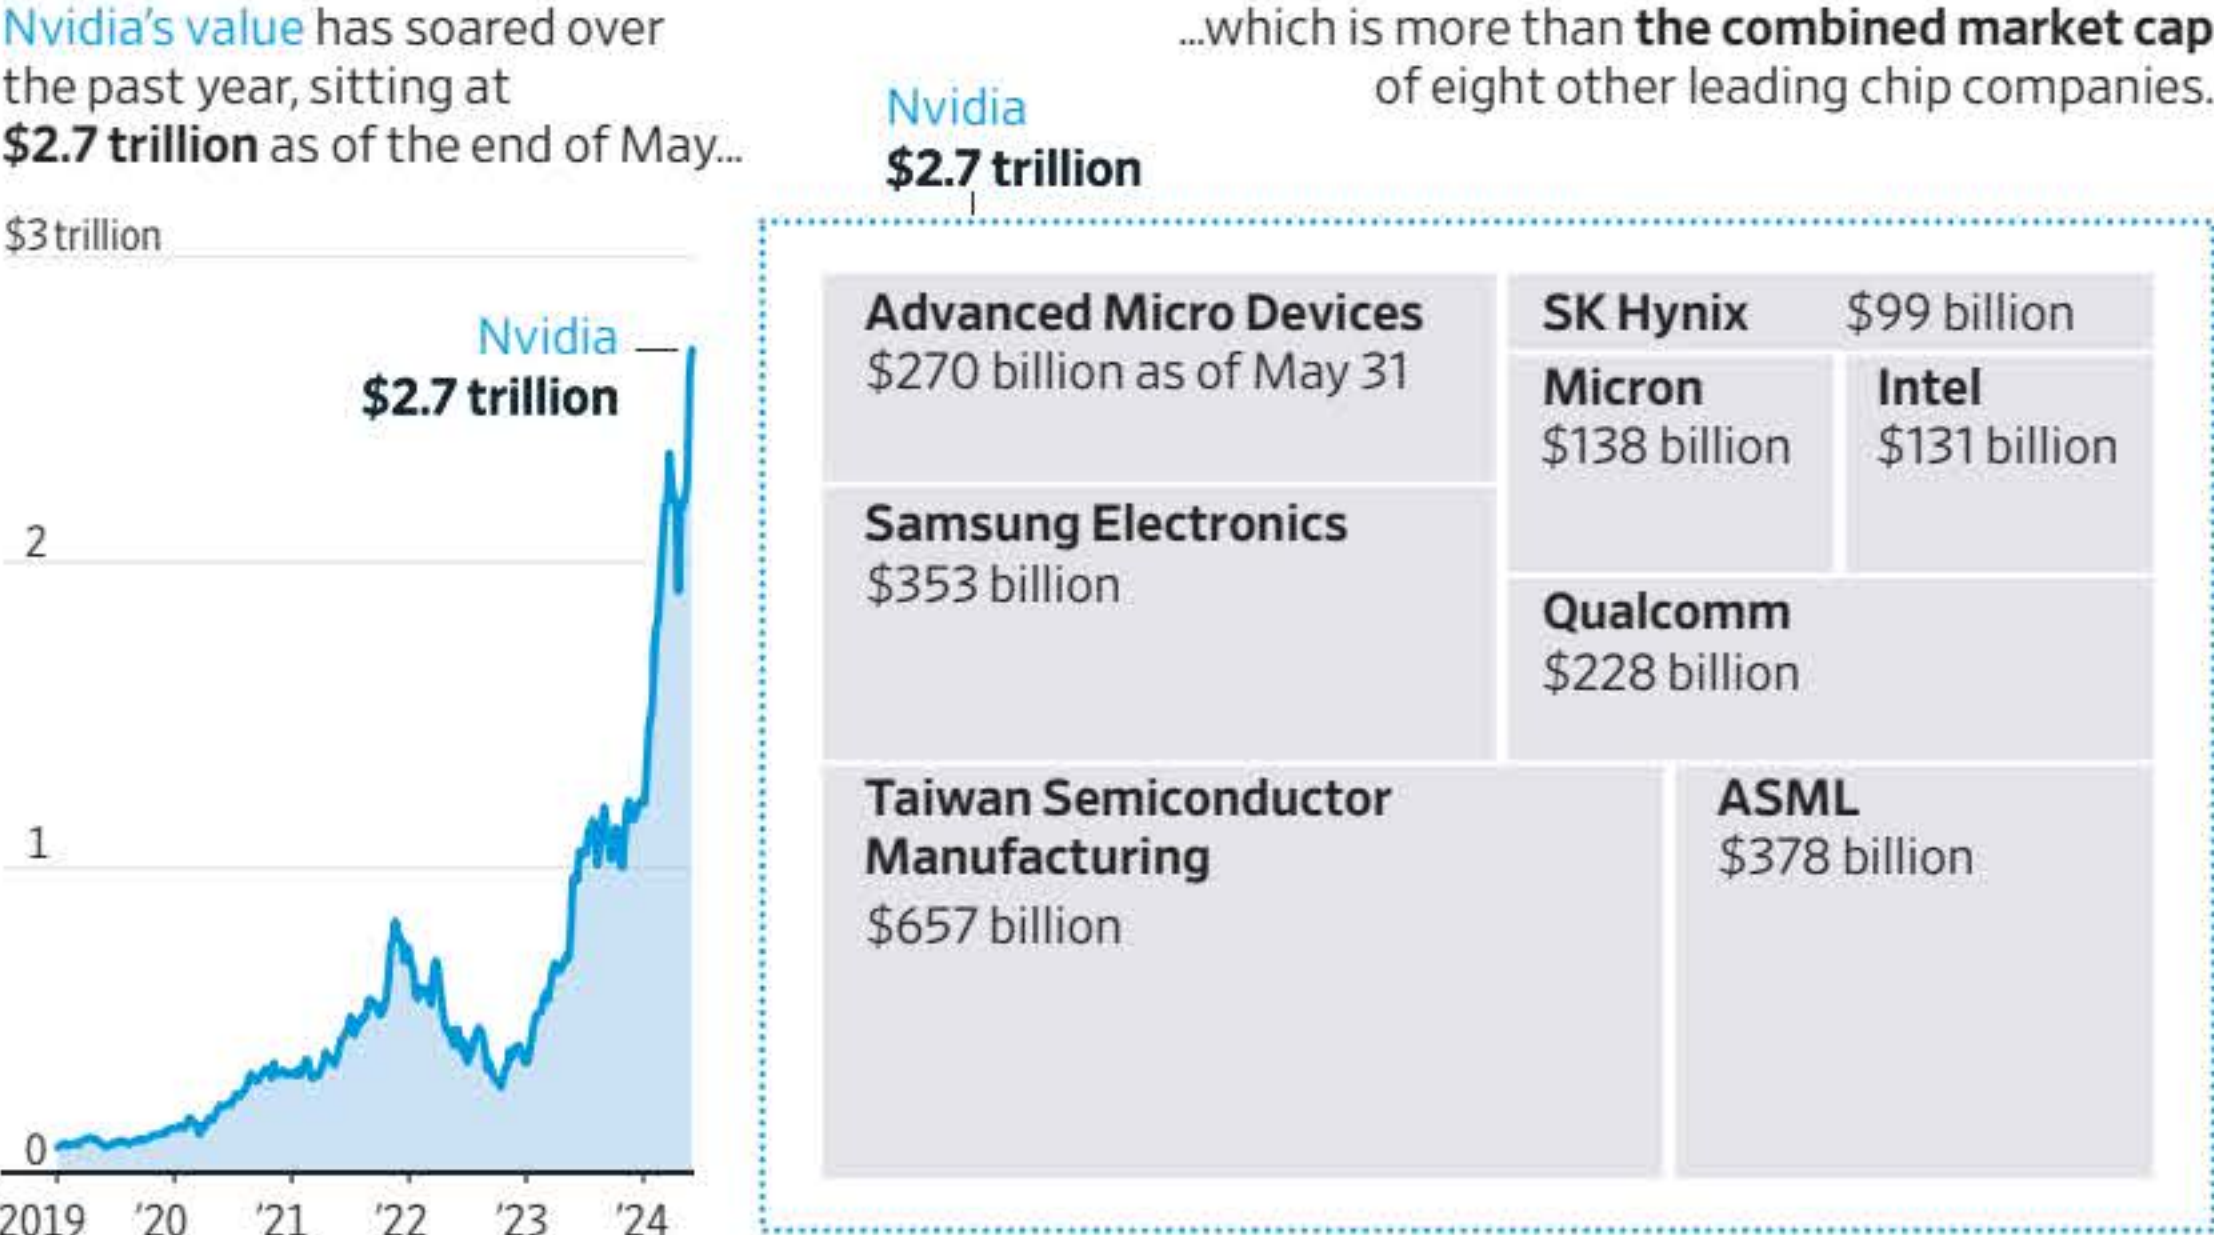 Nvidia's value has soared over
the past year, sitting at
$2.7 trillion as of the end of May...
$3 trillion
2
1
0
Nvidia
$2.7 trillion
2019 '20 '21 '22 '23 '24
...which is more than the combined market cap
of eight other leading chip companies.
Nvidia
$2.7 trillion
Advanced Micro Devices
$270 billion as of May 31
SK Hynix $99 billion
Micron
$138 billion
Intel
$131 billion
Samsung Electronics
$353 billion
Qualcomm
$228 billion
Taiwan Semiconductor
Manufacturing
$657 billion
ASML
$378 billion